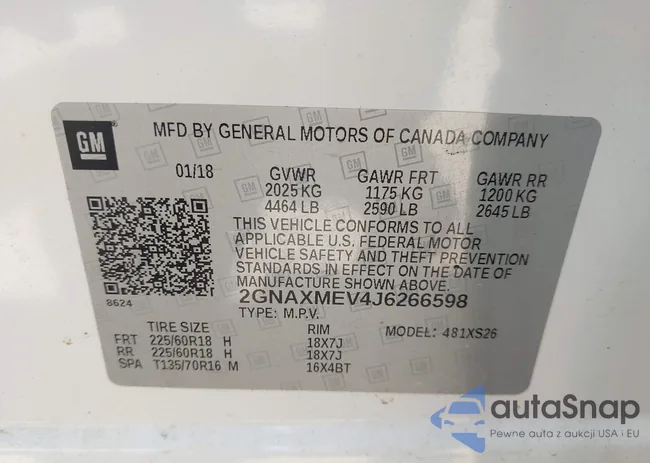 GM
MFD BY GENERAL MOTORS OF CANADA COMPANY
01/18 GVWR GAWR FRT GAWR RR
2025 KG 1175 KG 1200 KG
4464 LB 2590 LB 2645 LB
THIS VEHICLE CONFORMS TO ALL
APPLICABLE U.S. FEDERAL MOTOR
VEHICLE SAFETY AND THEFT PREVENTION
STANDARDS IN EFFECT ON THE DATE OF
MANUFACTURE SHOWN ABOVE.
8624
2GNAXMEV4J6266598
TYPE: M.P.V. MODEL: 481XS26
TIRE SIZE RIM
FRT 225/60R18 H 18X7J
RR 225/60R18 H 18X7J
SPA T135/70R16 M 16X4BT
autaSnap
Pewne auta z aukcji USA i EU